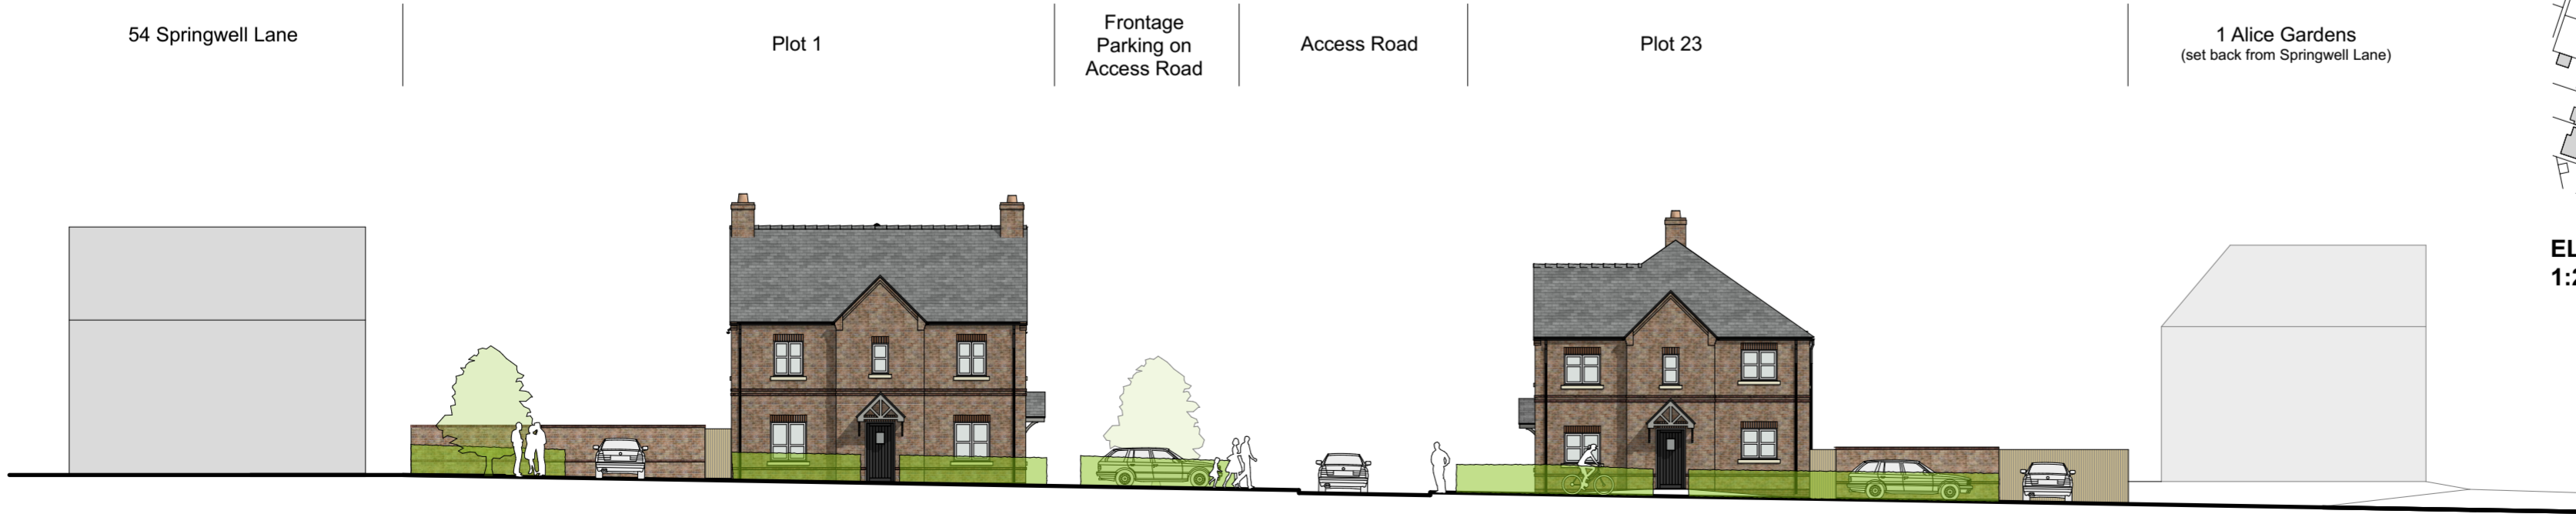 54 Springwell Lane
Plot 1
Frontage
Parking on
Access Road
Access Road
Plot 23
1 Alice Gardens
(set back from Springwell Lane)